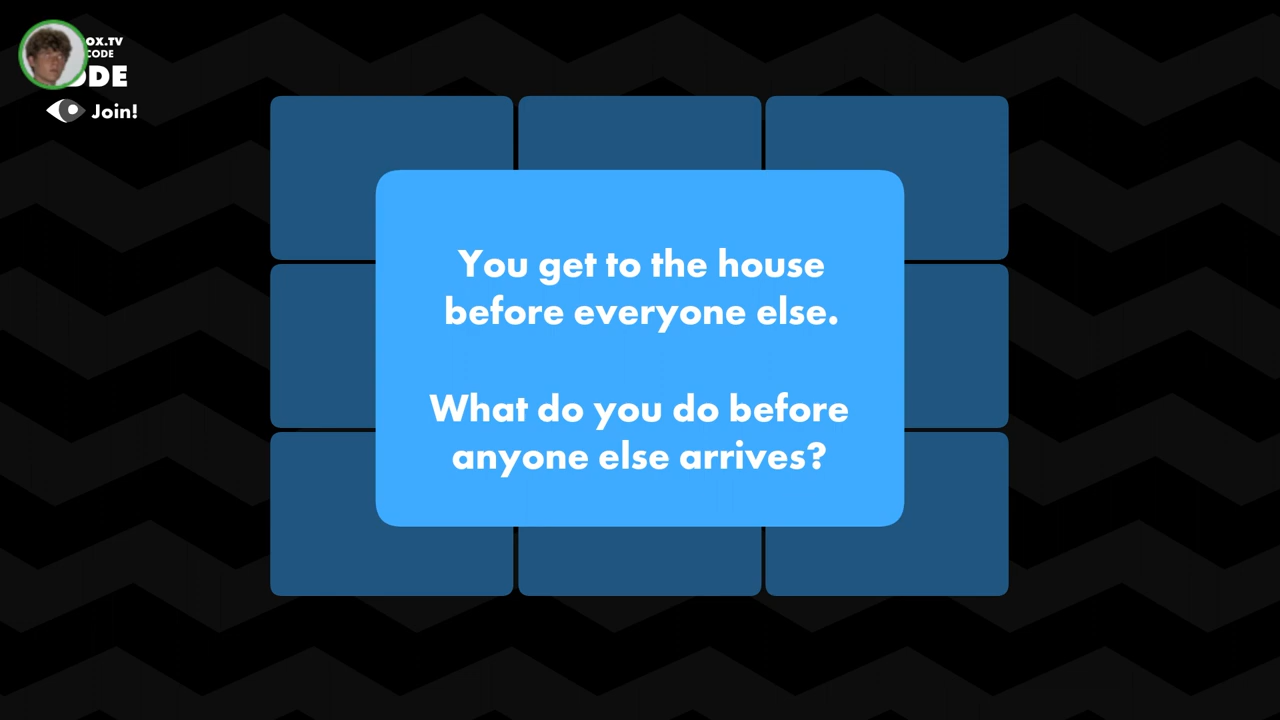 OX.TV
CODE
ODE
Join!
You get to the house
before everyone else.
What do you do before
anyone else arrives?